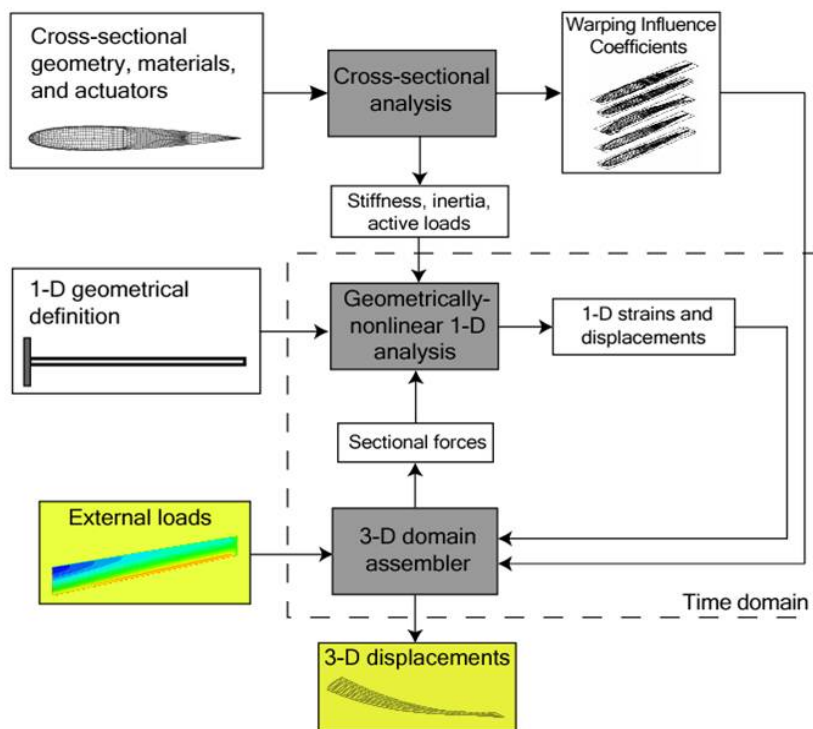 Cross-sectional
geometry, materials,
and actuators
Cross-sectional
analysis
Warping Influence
Coefficients
Stiffness, inertia,
active loads
1-D geometrical
definition
Geometrically-
nonlinear 1-D
analysis
1-D strains and
displacements
Sectional forces
External loads
3-D domain
assembler
Time domain
3-D displacements